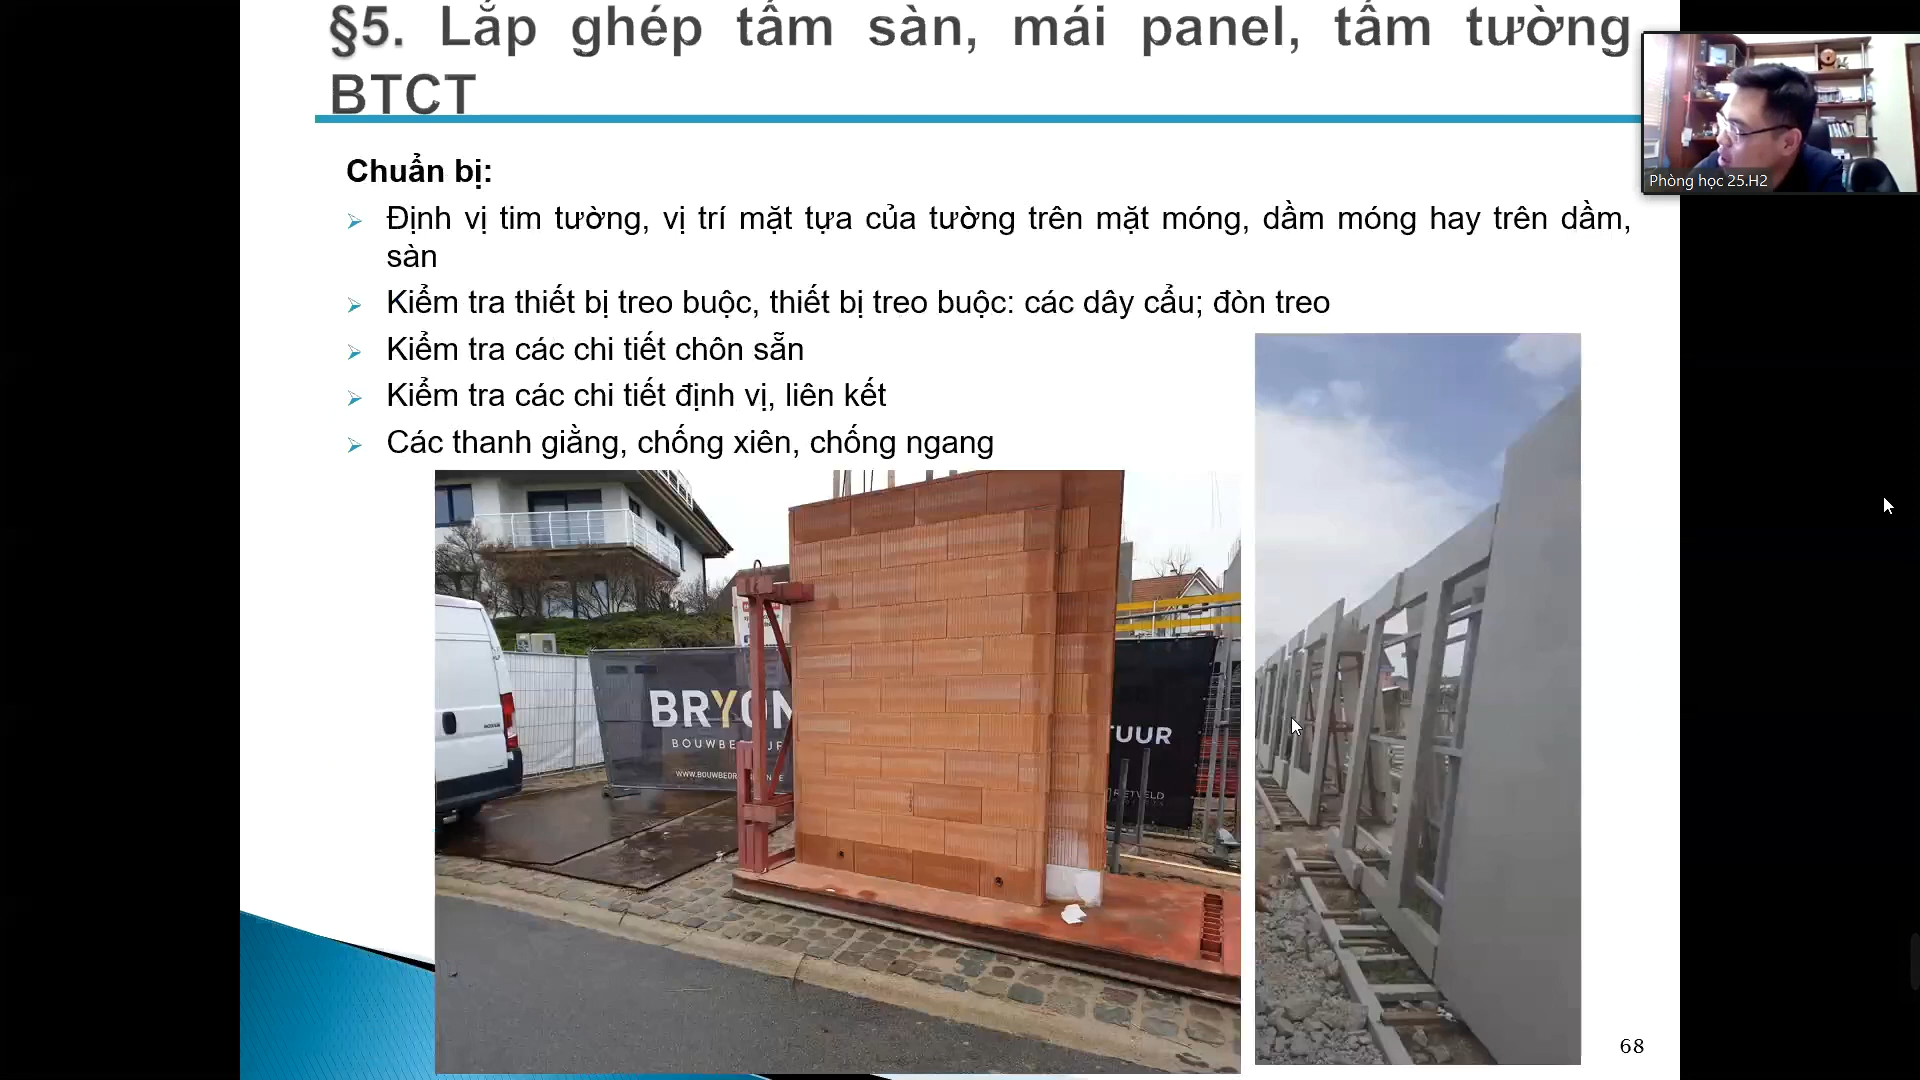 §5. Lắp ghép tấm sàn, mái panel, tấm tường
BTCT
Phòng học 25.H2
Chuẩn bị:
Định vị tim tường, vị trí mặt tựa của tường trên mặt móng, dầm móng hay trên dầm,
sàn
Kiểm tra thiết bị treo buộc, thiết bị treo buộc: các dây cẩu; đòn treo
Kiểm tra các chi tiết chôn sẵn
Kiểm tra các chi tiết định vị, liên kết
Các thanh giằng, chống xiên, chống ngang
BRYON
TUUR
68